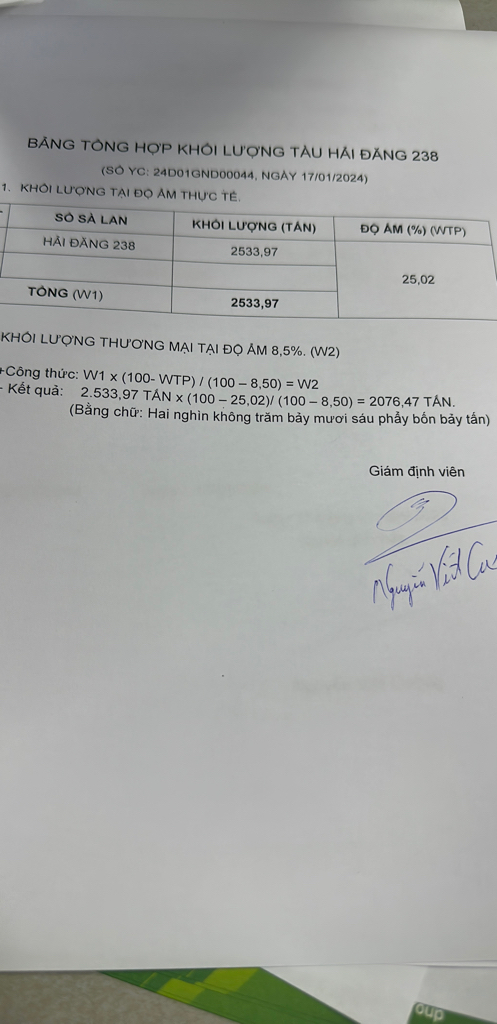 BẢNG TỔNG HỢP KHỐI LƯỢNG TÀU HẢI ĐĂNG 238
(SỐ YC: 24D01GND00044, NGÀY 17/01/2024)
1. KHỐI LƯỢNG TẠI ĐỘ ẨM THỰC TẾ.
SỐ SÀ LAN KHỐI LƯỢNG (TẤN) ĐỘ ẨM (%) (WTP)
HẢI ĐĂNG 238 2533,97
25,02
TỔNG (W1) 2533,97
KHỐI LƯỢNG THƯƠNG MẠI TẠI ĐỘ ẨM 8,5%. (W2)
+Công thức: W1 x (100- WTP) / (100 – 8,50) = W2
- Kết quả: 2.533,97 TẤN x (100 – 25,02)/ (100 – 8,50) = 2076,47 TẤN.
(Bằng chữ: Hai nghìn không trăm bảy mươi sáu phẩy bốn bảy tấn)
Giám định viên
Nguyễn Viết
oup